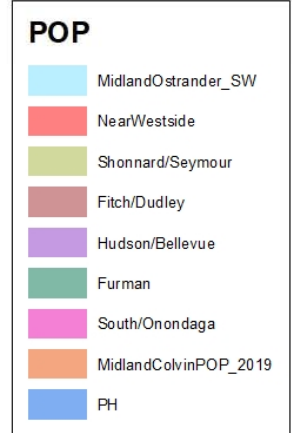 POP
MidlandOstrander_SW
NearWestside
Shonnard/Seymour
Fitch/Dudley
Hudson/Bellevue
Furman
South/Onondaga
MidlandColvinPOP_2019
PH